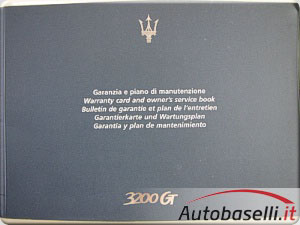 Garanzia e piano di manutenzione
Warranty card and owner's service book
Bulletin de garantie et plan de l'entretien
Garantierkarte und Wartungsplan
Garantía y plan de mantenimiento
3200 GT
Autobaselli.it